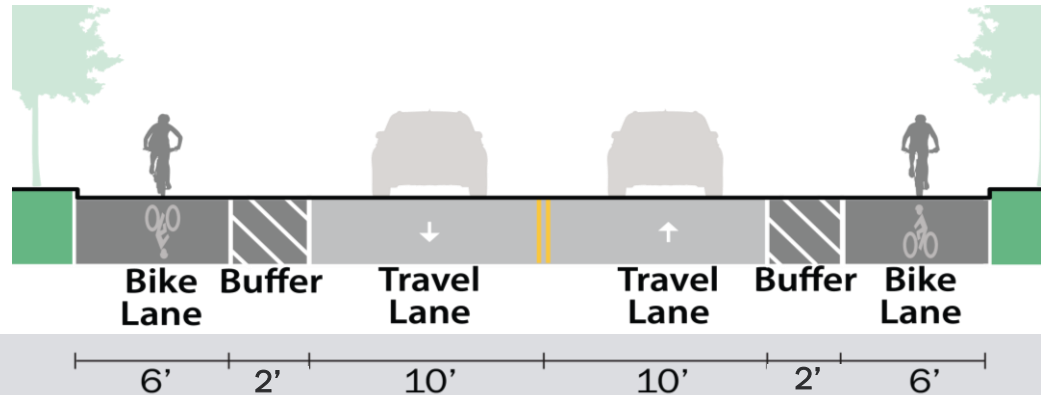 Bike Lane
Buffer
Travel Lane
Travel Lane
Buffer
Bike Lane
6’ 2’ 10’ 10’ 2’ 6’